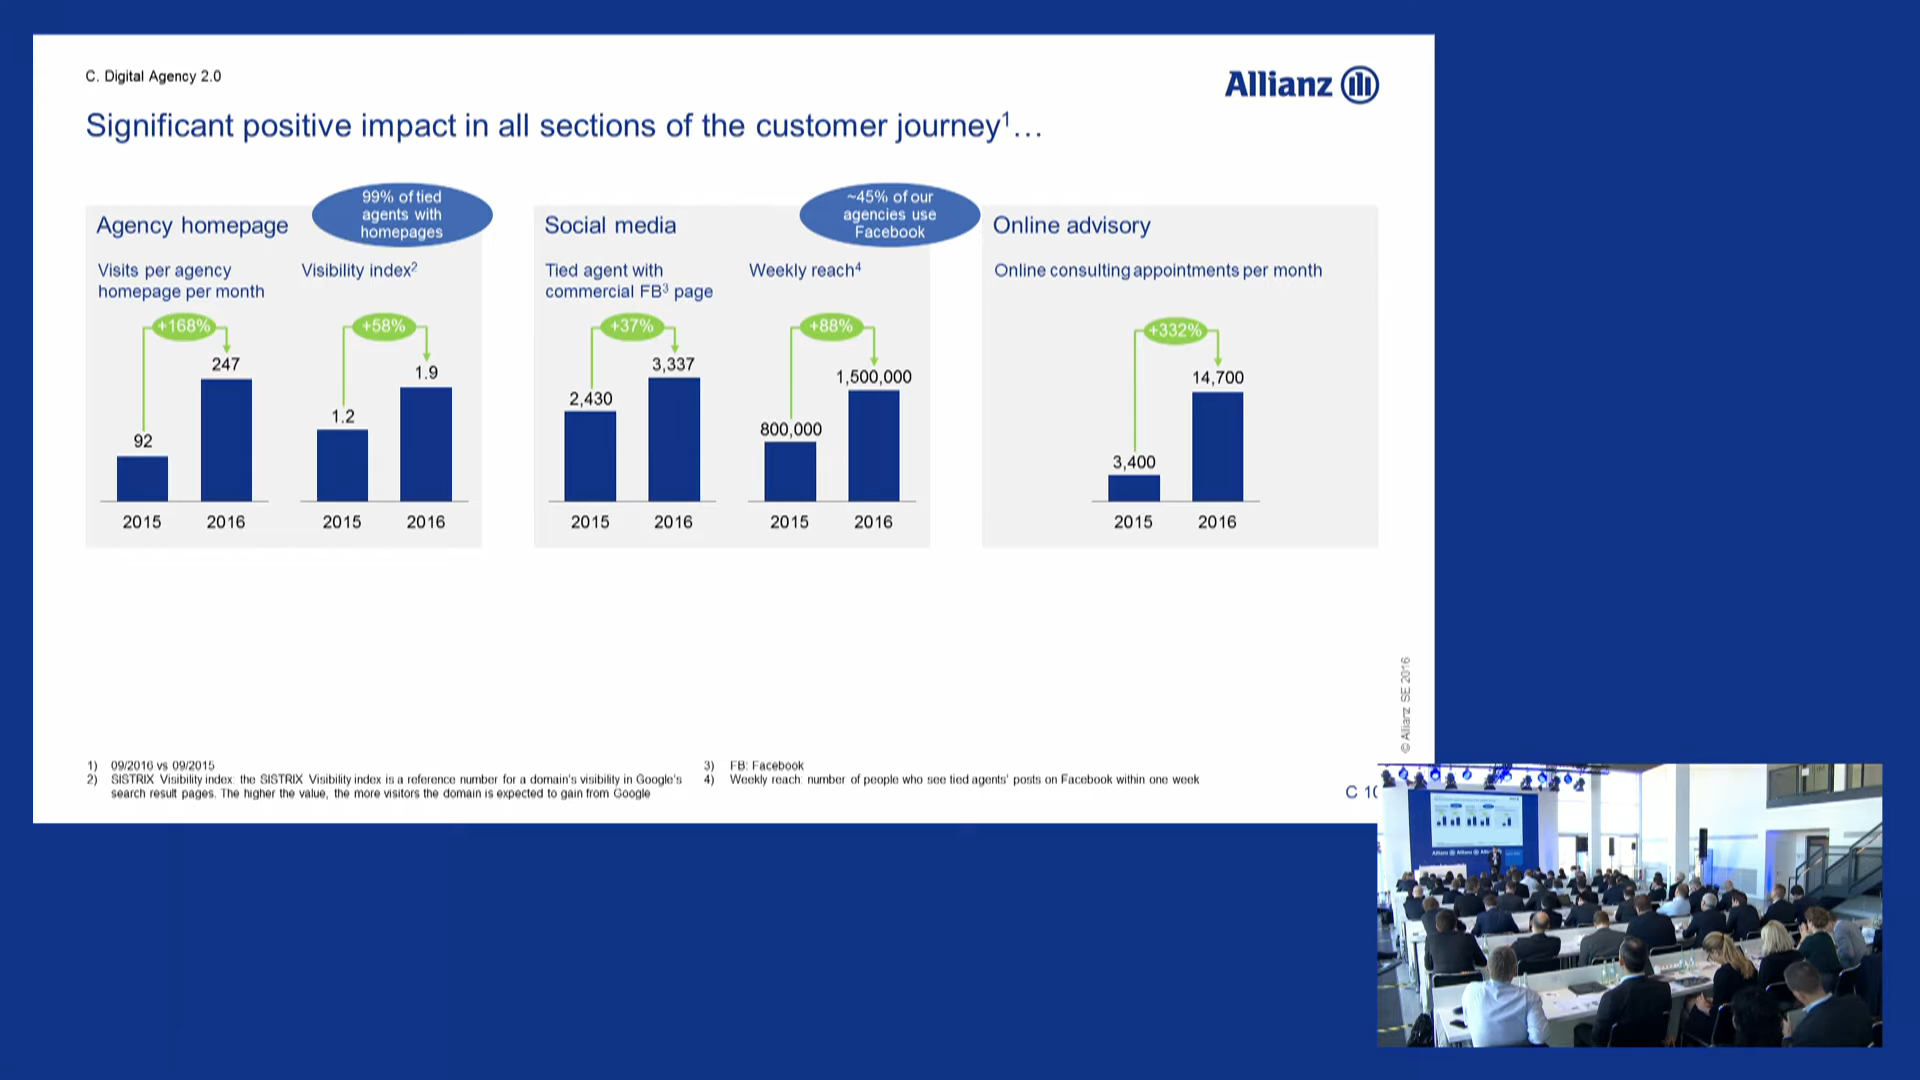 C. Digital Agency 2.0
Allianz
Significant positive impact in all sections of the customer journey¹…
Agency homepage
99% of tied
agents with
homepages
Visits per agency
homepage per month
Visibility index²
+168%
+58%
92
247
1.2
1.9
2015
2016
2015
2016
Social media
~45% of our
agencies use
Facebook
Tied agent with
commercial FB³ page
Weekly reach⁴
+37%
+88%
2,430
3,337
800,000
1,500,000
2015
2016
2015
2016
Online advisory
Online consulting appointments per month
+332%
3,400
14,700
2015
2016
© Allianz SE 2016
1) 09/2016 vs 09/2015
2) SISTRIX Visibility index: the SISTRIX Visibility index is a reference number for a domain's visibility in Google's
search result pages. The higher the value, the more visitors the domain is expected to gain from Google
3) FB: Facebook
4) Weekly reach: number of people who see tied agents' posts on Facebook within one week
C 10
Allianz Allianz